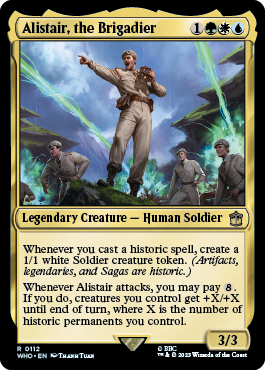 Alistair, the Brigadier 1
Legendary Creature — Human Soldier
Whenever you cast a historic spell, create a
1/1 white Soldier creature token. (Artifacts,
legendaries, and Sagas are historic.)
Whenever Alistair attacks, you may pay 8.
If you do, creatures you control get +X/+X
until end of turn, where X is the number of
historic permanents you control.
3/3
R 0112
WHO • EN Thanh Tuan
© BBC
™ & © 2023 Wizards of the Coast